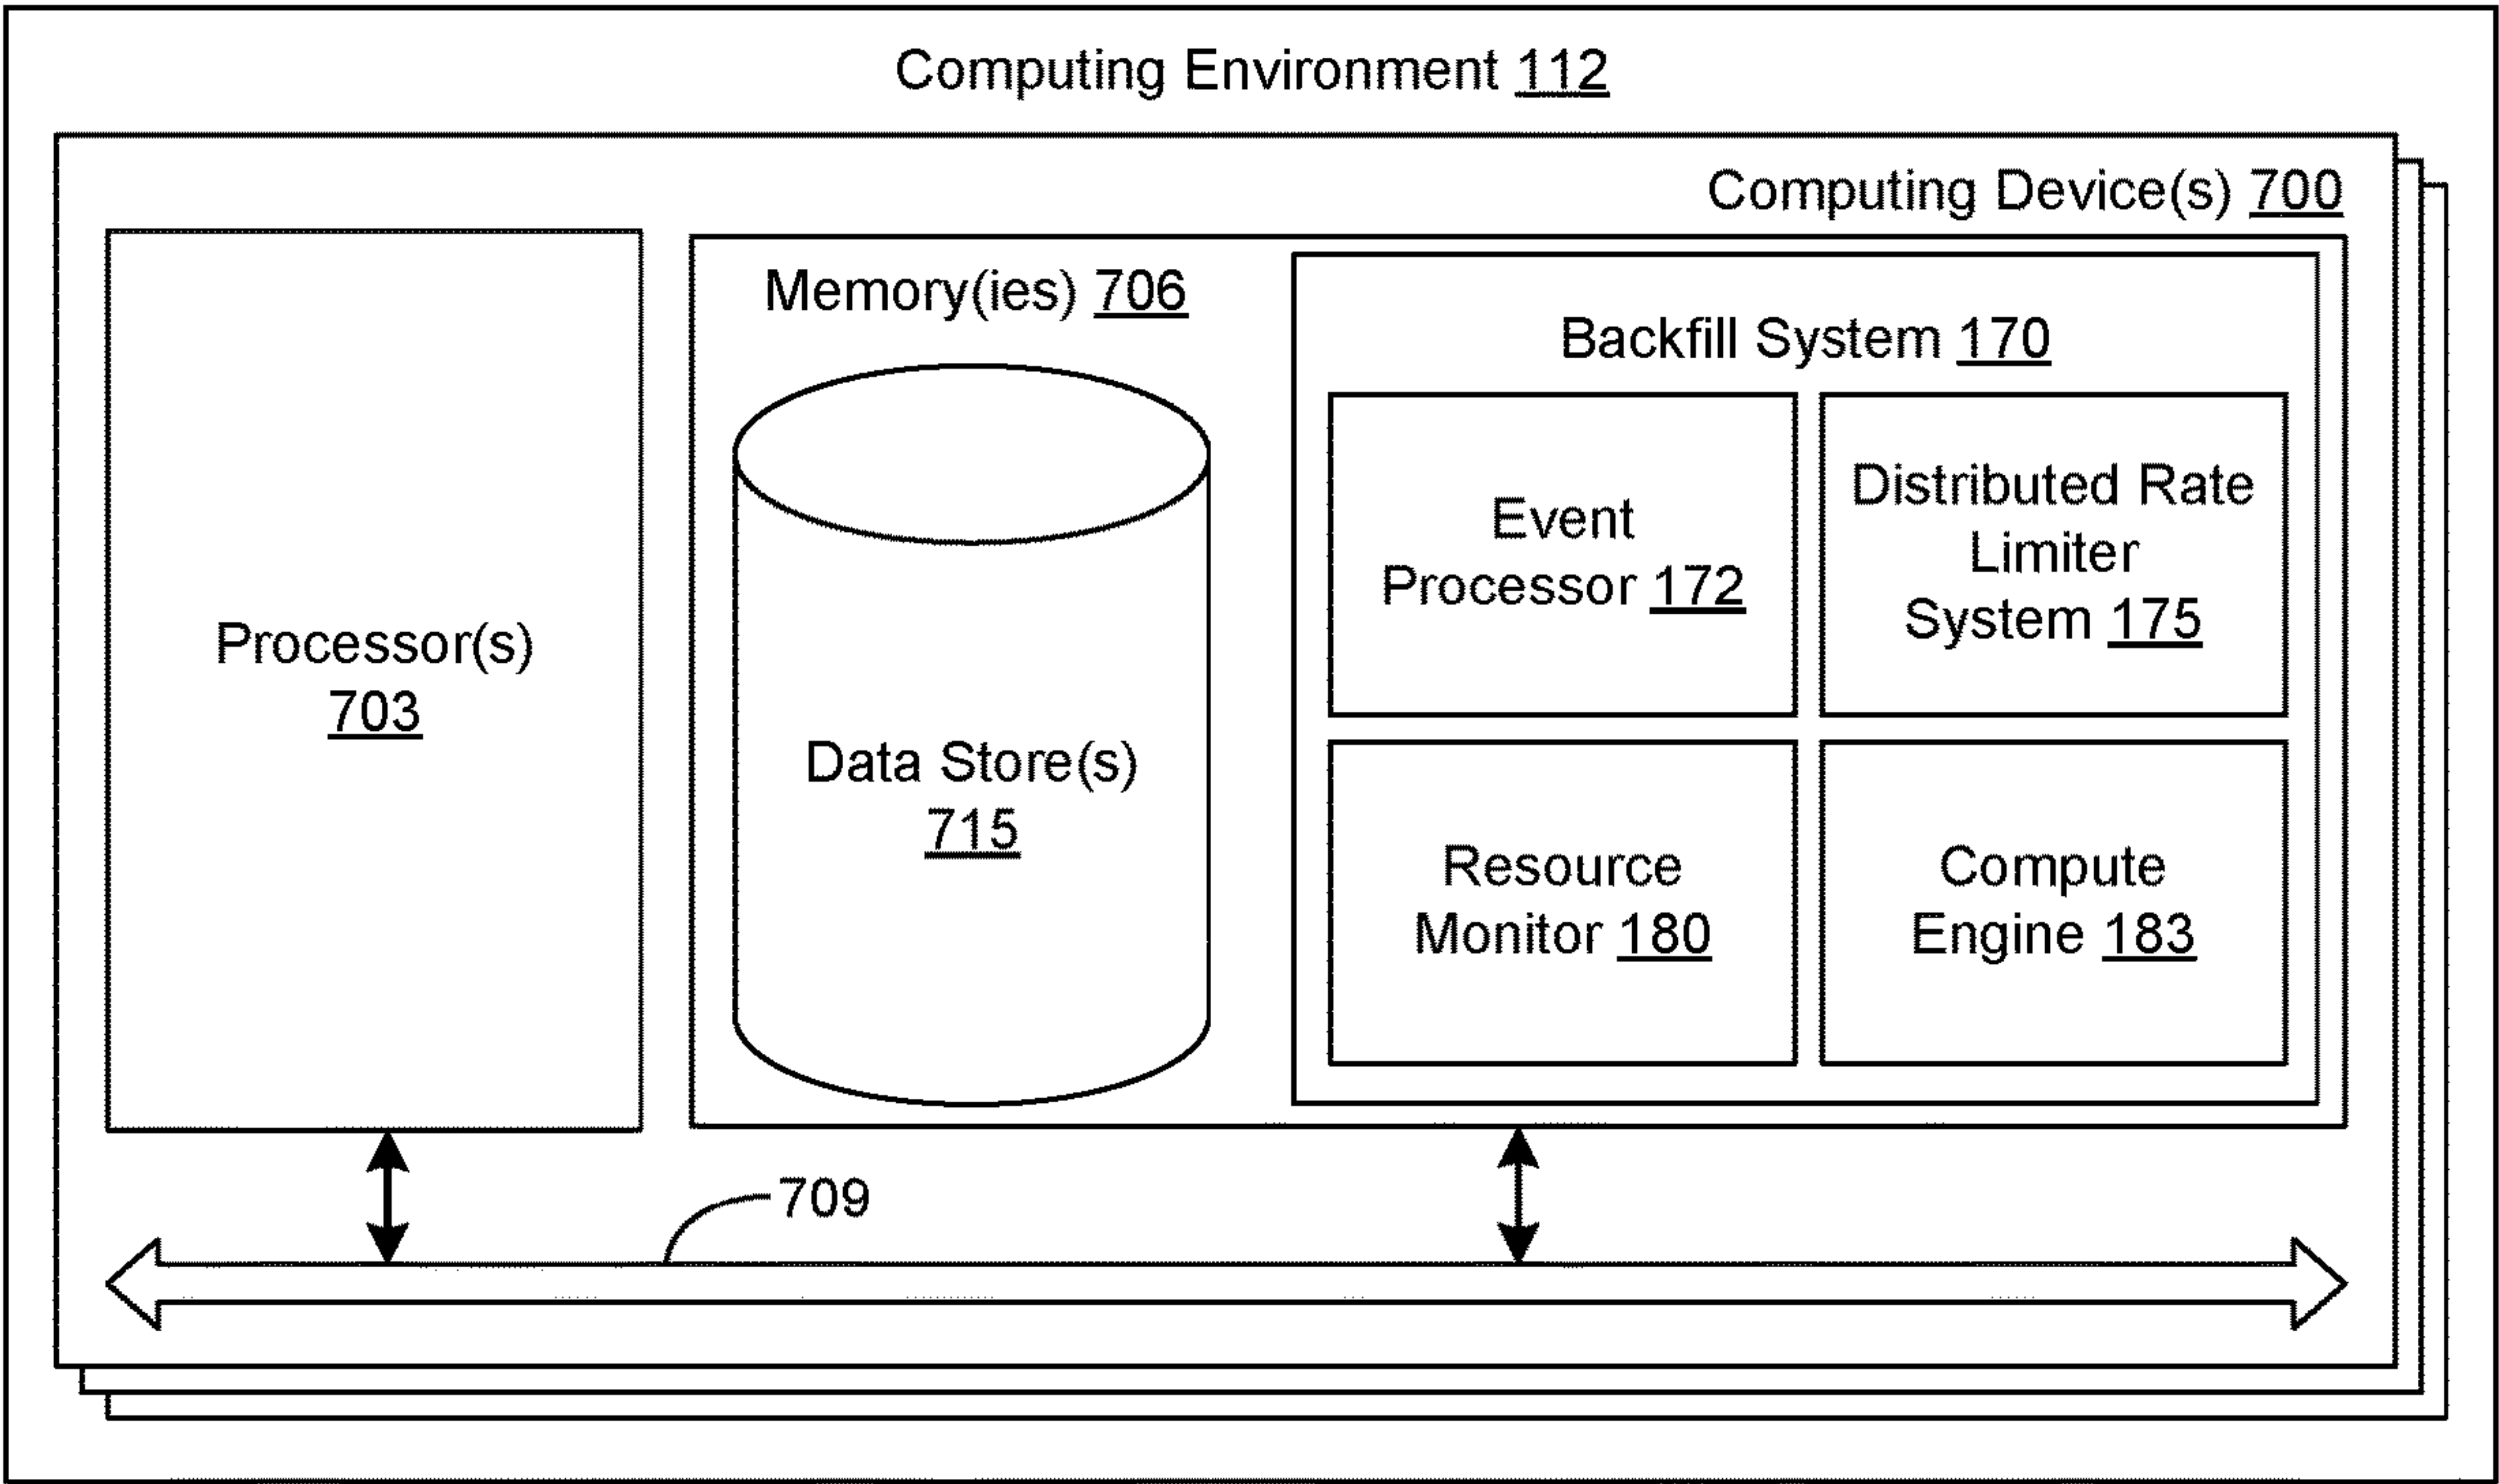 Computing Environment 112
Computing Device(s) 700
Processor(s)
703
Memory(ies) 706
Data Store(s)
715
Backfill System 170
Event
Processor 172
Distributed Rate
Limiter
System 175
Resource
Monitor 180
Compute
Engine 183
709